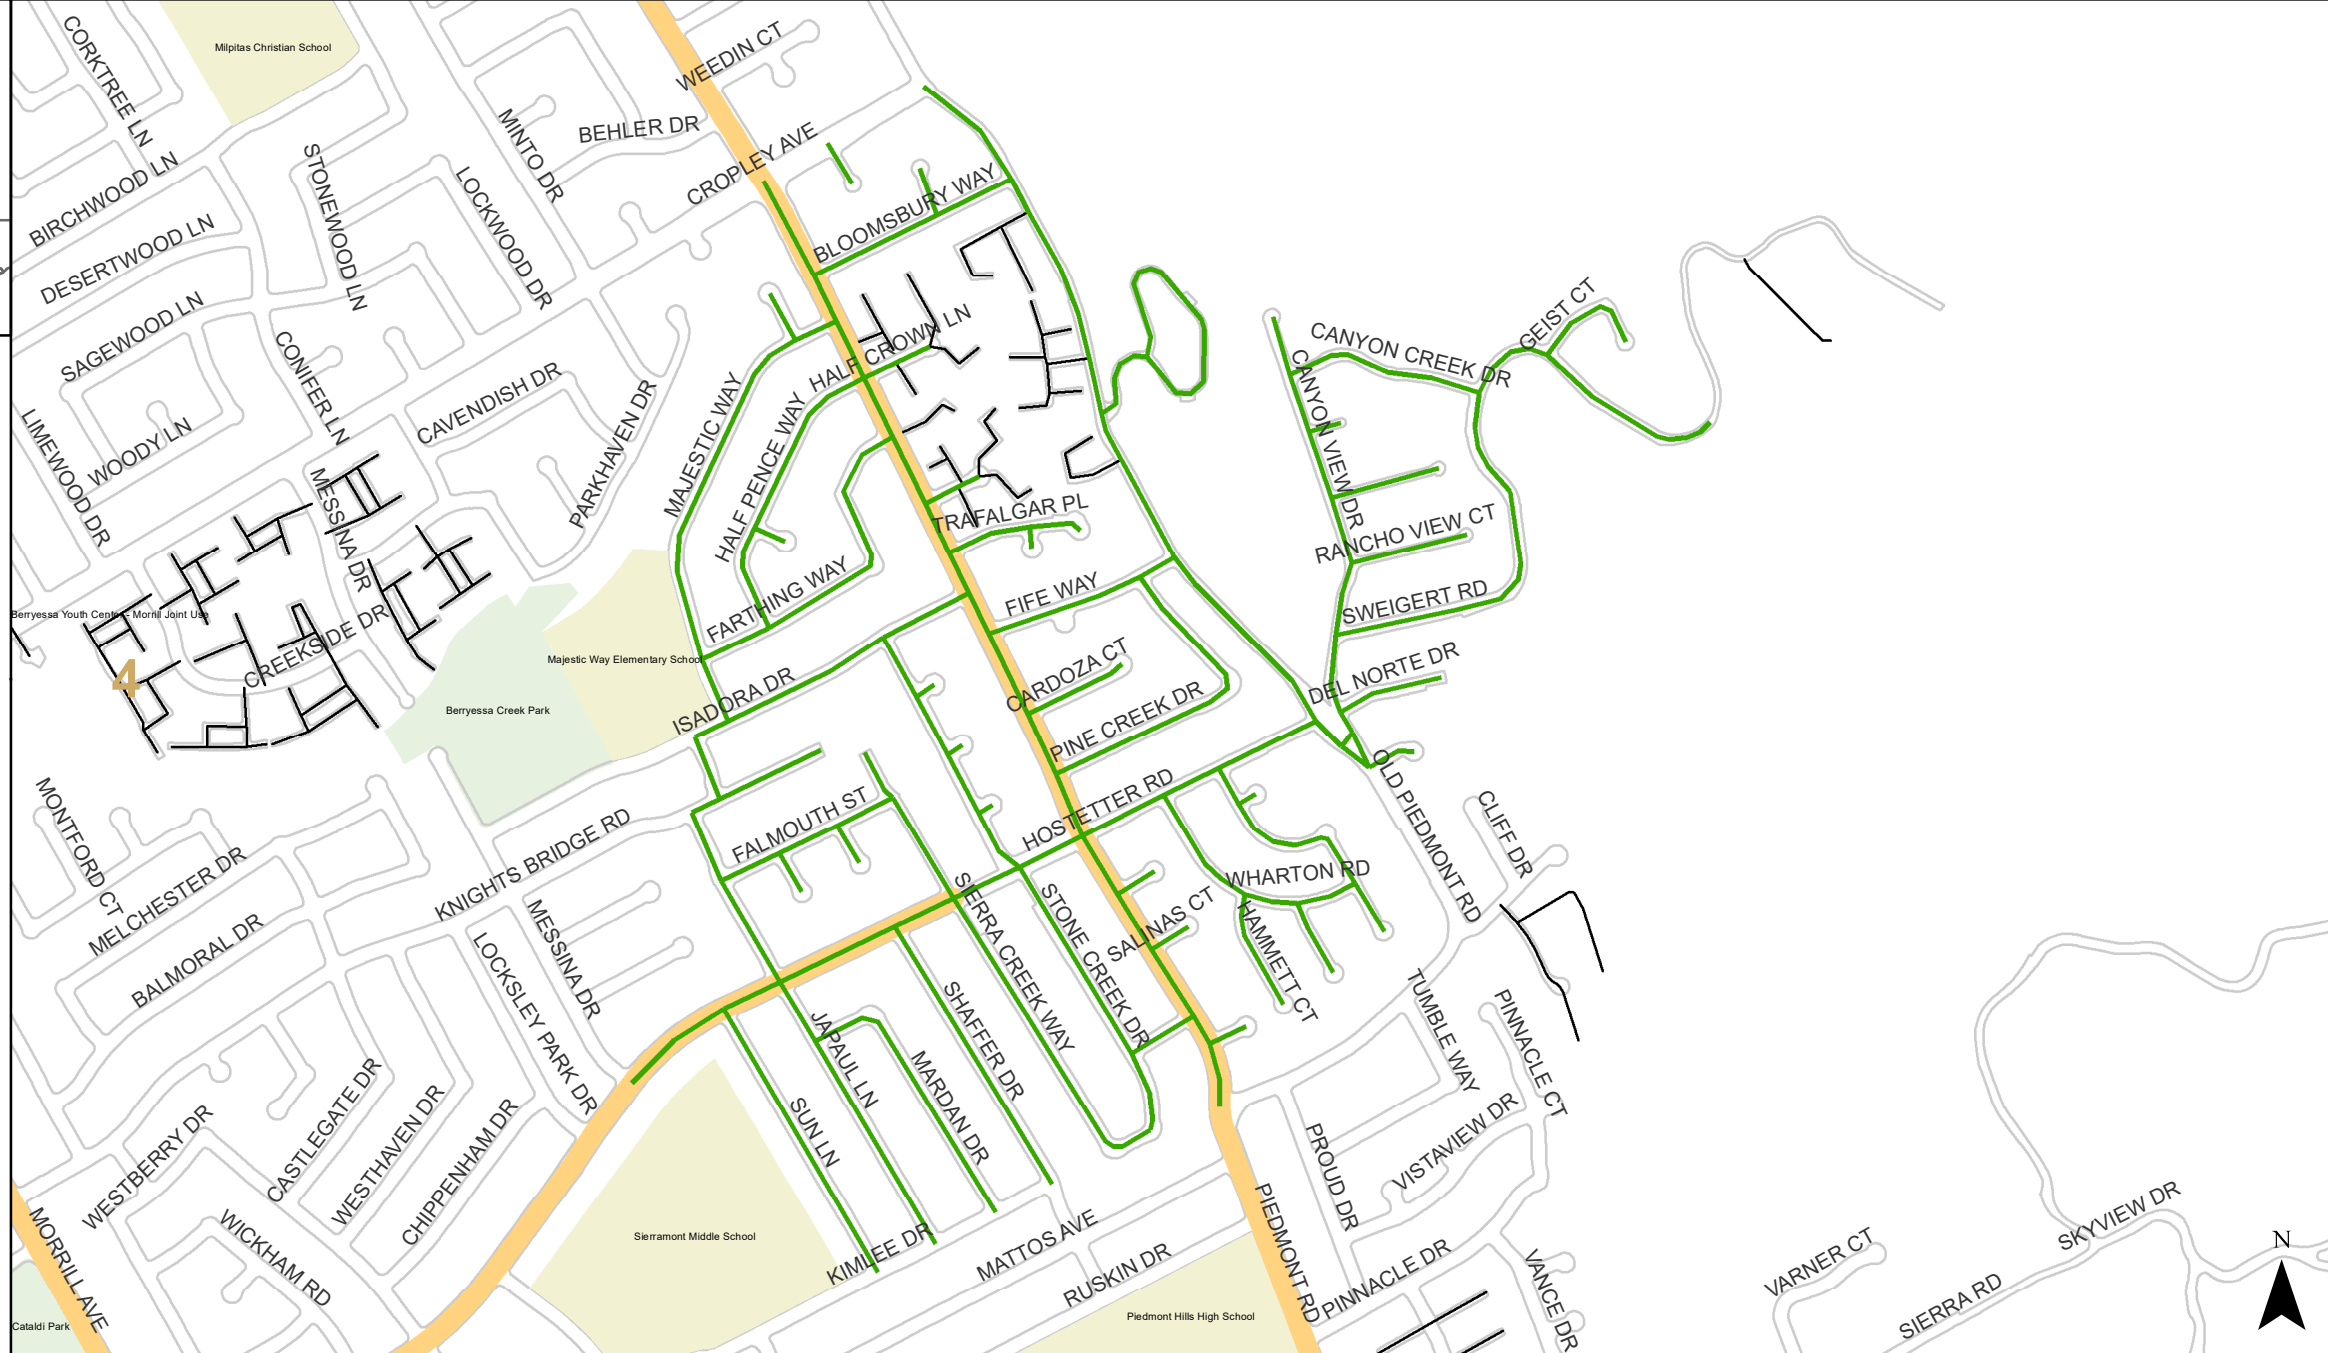 CORKTREE LN
Milpitas Christian School
WEEDIN CT
MINTO DR
BEHLER DR
CROPLEY AVE
BIRCHWOOD LN
STONEWOOD LN
LOCKWOOD DR
BLOOMSBURY WAY
DESERTWOOD LN
SAGEWOOD LN
CONIFER LN
CAVENDISH DR
HALF CROWN LN
GEIST CT
CANYON CREEK DR
CANYON VIEW DR
LIMEWOOD DR
WOODY LN
PARKHAVEN DR
MAJESTIC WAY
HALF PENCE WAY
MESSINA DR
TRAFALGAR PL
RANCHO VIEW CT
FARTHING WAY
FIFE WAY
SWEIGERT RD
Berryessa Youth Center - Morrill Joint Use
CREEKSIDE DR
4
Majestic Way Elementary School
CARDOZA CT
DEL NORTE DR
ISADORA DR
Berryessa Creek Park
PINE CREEK DR
OLD PIEDMONT RD
HOSTETTER RD
MONTFORD CT
FALMOUTH ST
CLIFF DR
KNIGHTS BRIDGE RD
MELCHESTER DR
WHARTON RD
BALMORAL DR
LOCKSLEY PARK DR
MESSINA DR
SIERRA CREEK WAY
STONE CREEK DR
SALINAS CT
HAMMETT CT
SHAFFER DR
JAPAUL LN
MARDAN DR
SUN LN
TUMBLE WAY
PINNACLE CT
CASTLEGATE DR
WESTHAVEN DR
CHIPPENHAM DR
WESTBERRY DR
PROUD DR
VISTAVIEW DR
WICKHAM RD
MORRILL AVE
Sierramont Middle School
KIMLEE DR
MATTOS AVE
RUSKIN DR
PIEDMONT RD
PINNACLE DR
VANCE DR
VARNER CT
SKYVIEW DR
SIERRA RD
N
Piedmont Hills High School
Cataldi Park